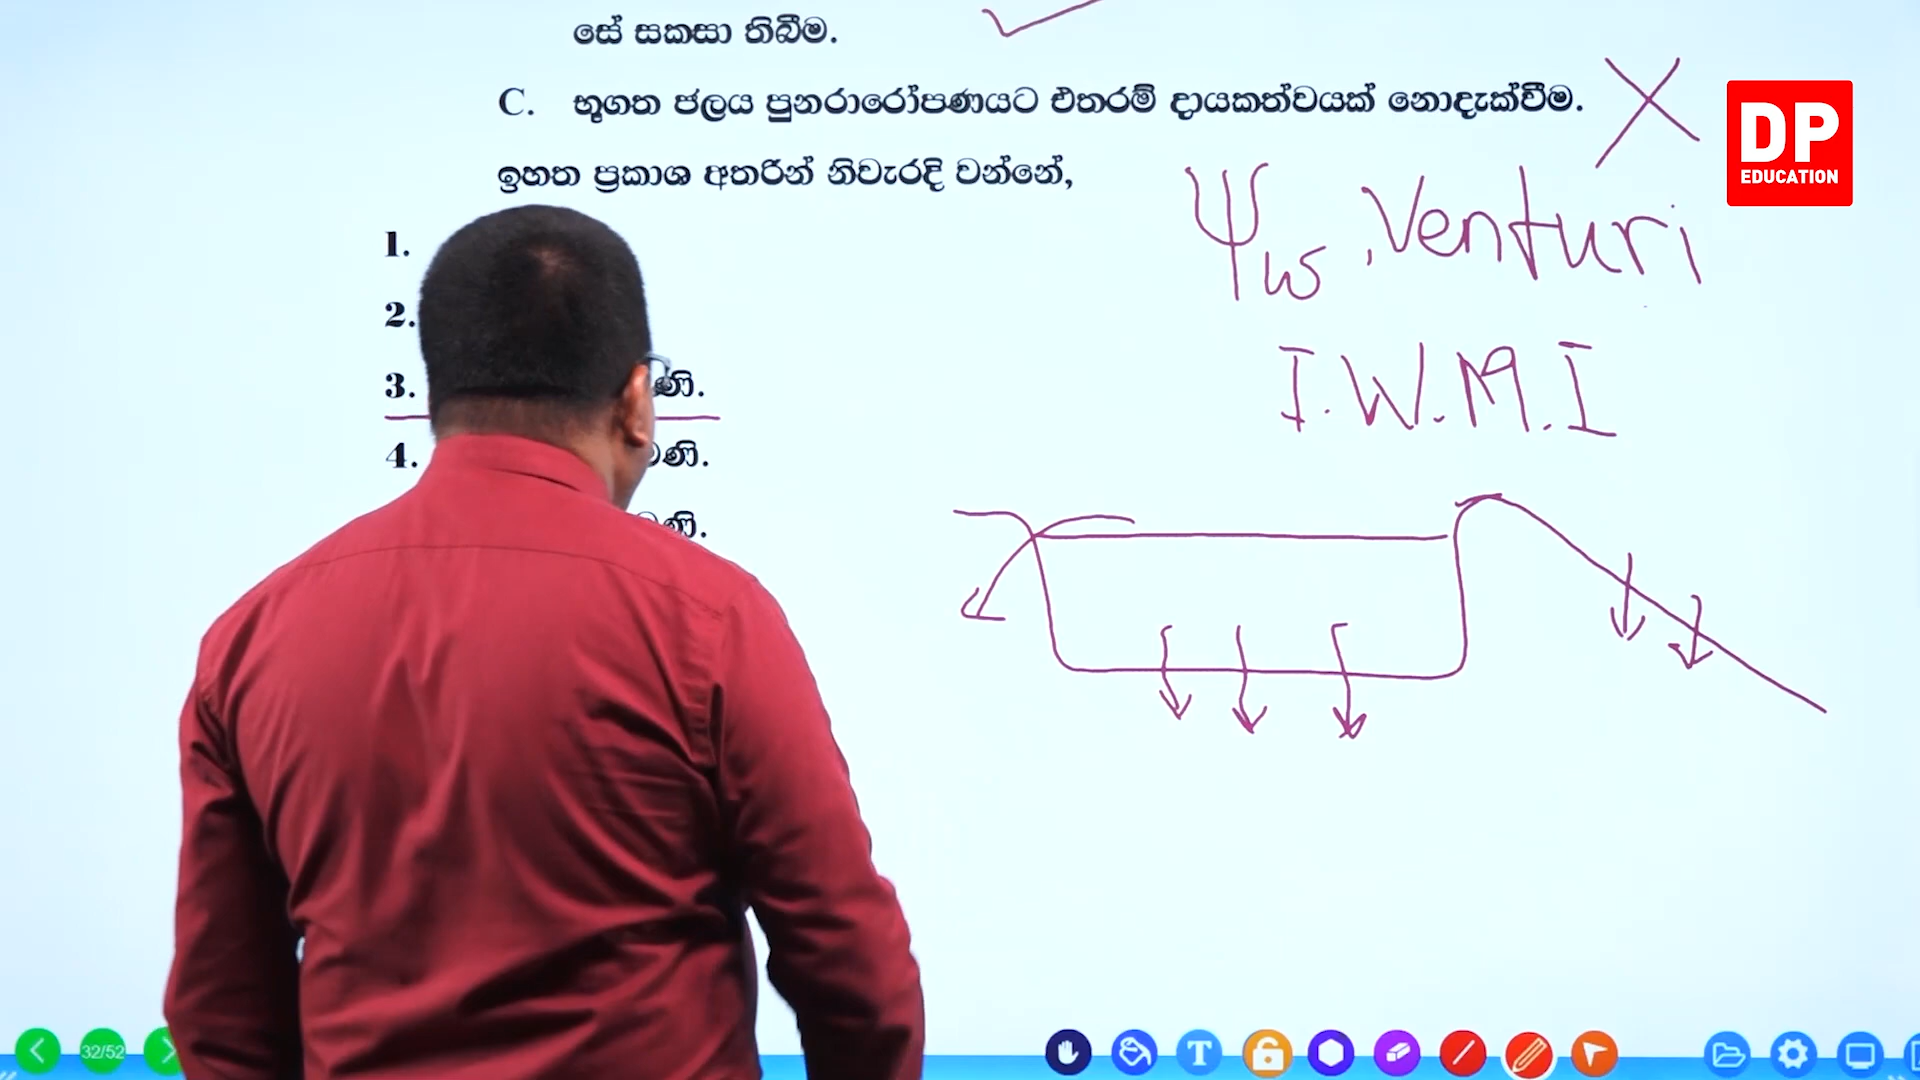 සේ සකසා තිබීම.
C. භූගත ජලය පුනරාරෝපණයට එතරම් දායකත්වයක් නොදැක්වීම.
ඉහත ප්‍රකාශ අතරින් නිවැරදි වන්නේ,
DP
EDUCATION
Ψw, Venturi
I.W.M.I
1.
2.
3.
4.
32/52
T